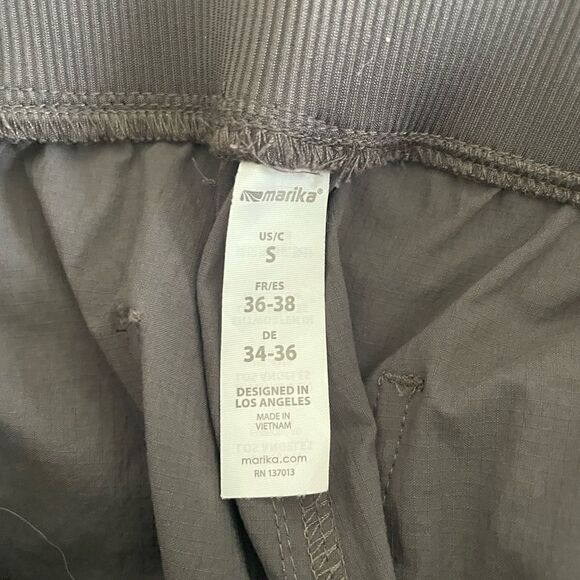 marika®
US/C
S
FR/ES
36-38
DE
34-36
DESIGNED IN
LOS ANGELES
MADE IN
VIETNAM
marika.com
RN 137013